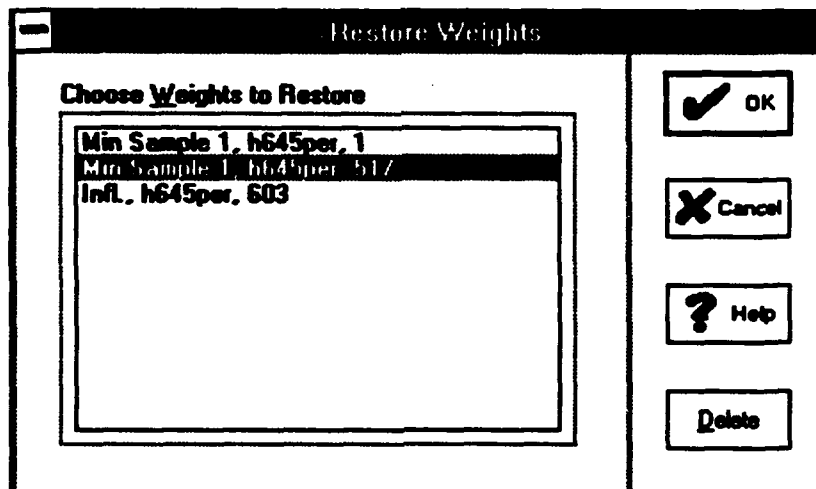 Restore Weights
Choose Weights to Restore
Min Sample 1, h645per, 1
Min Sample 1, h645per, 517
Infl., h645per, 603
OK
Cancel
Help
Delete